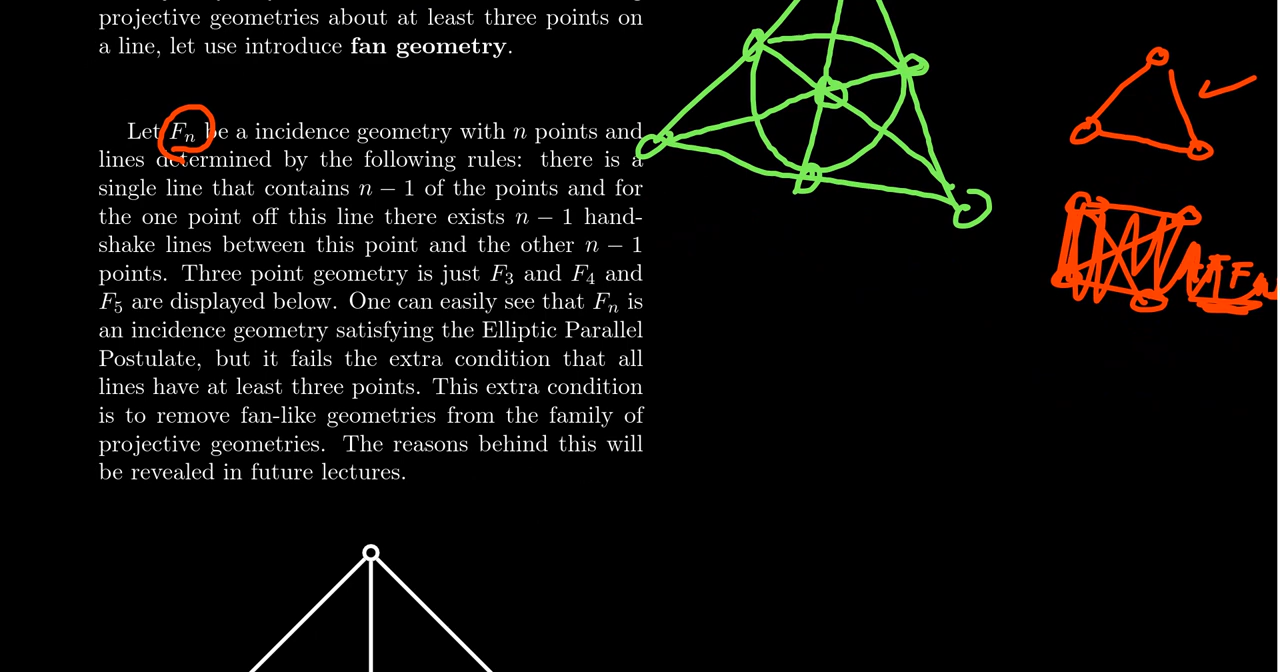 projective geometries about at least three points on
a line, let use introduce fan geometry.
Let Fn be a incidence geometry with n points and
lines determined by the following rules: there is a
single line that contains n − 1 of the points and for
the one point off this line there exists n − 1 hand-
shake lines between this point and the other n − 1
points. Three point geometry is just F3 and F4 and
F5 are displayed below. One can easily see that Fn is
an incidence geometry satisfying the Elliptic Parallel
Postulate, but it fails the extra condition that all
lines have at least three points. This extra condition
is to remove fan-like geometries from the family of
projective geometries. The reasons behind this will
be revealed in future lectures.